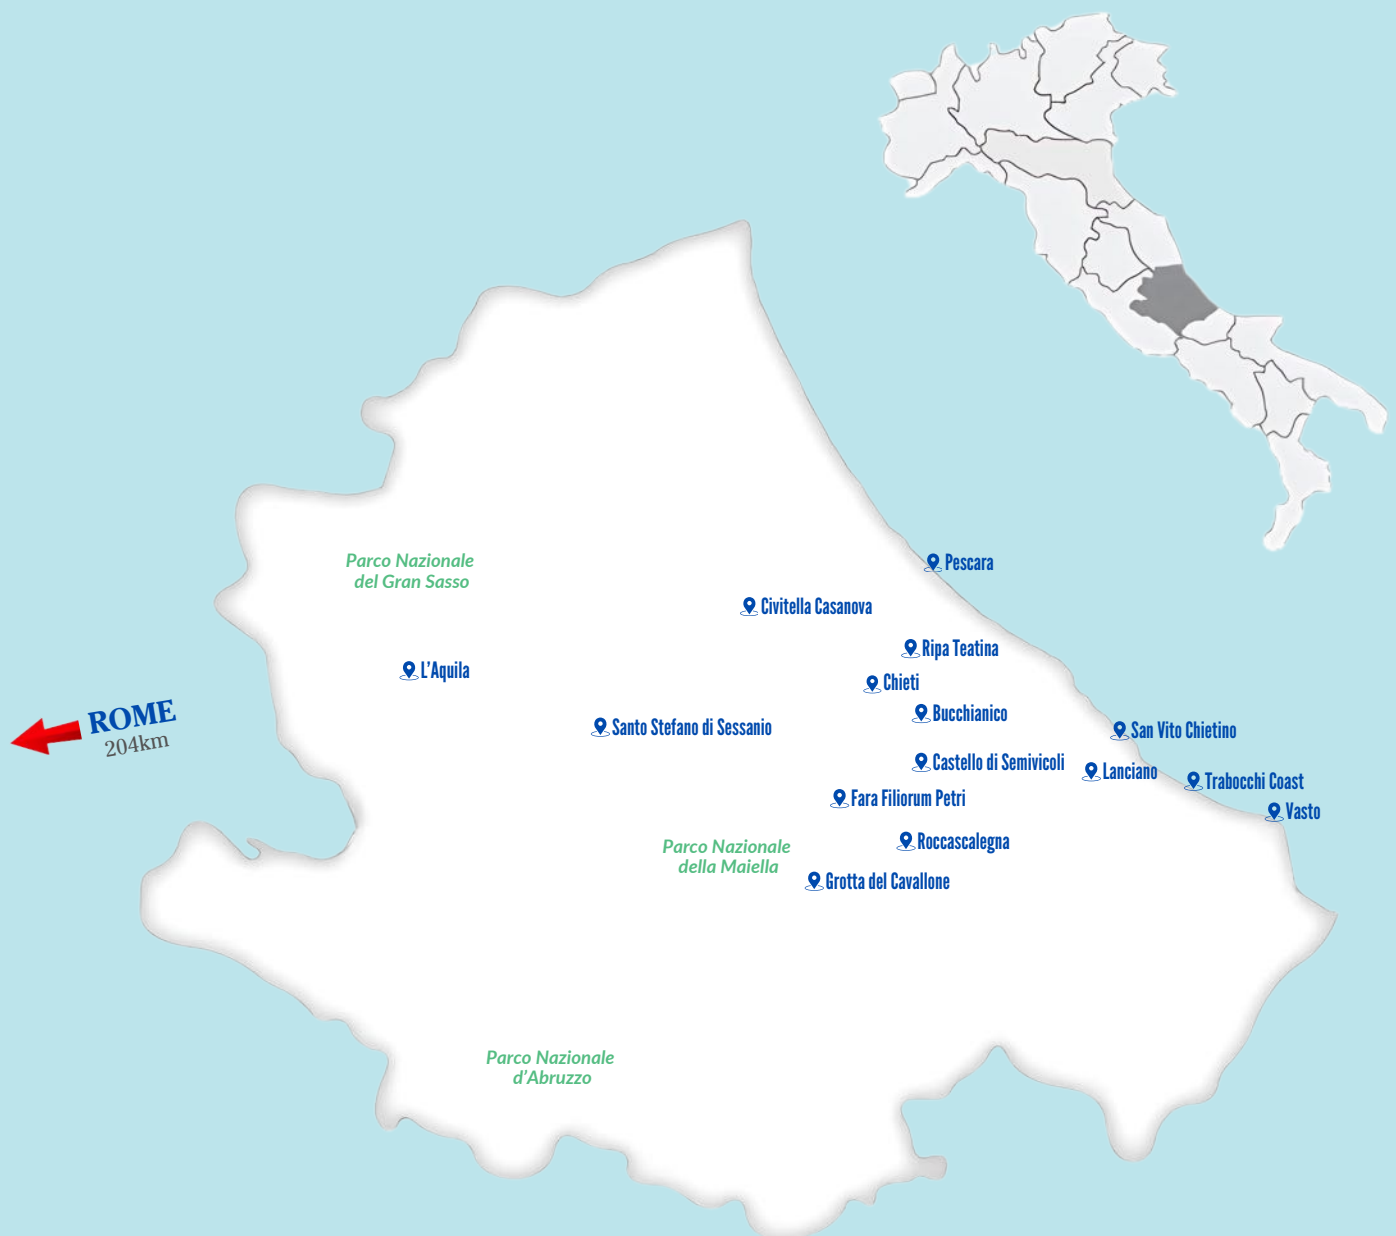 Parco Nazionale
del Gran Sasso
Pescara
Civitella Casanova
Ripa Teatina
L’Aquila
Chieti
ROME
204km
Santo Stefano di Sessanio
Bucchianico
San Vito Chietino
Castello di Semivicoli
Lanciano
Trabocchi Coast
Fara Filiorum Petri
Vasto
Parco Nazionale
della Maiella
Roccascalegna
Grotta del Cavallone
Parco Nazionale
d’Abruzzo